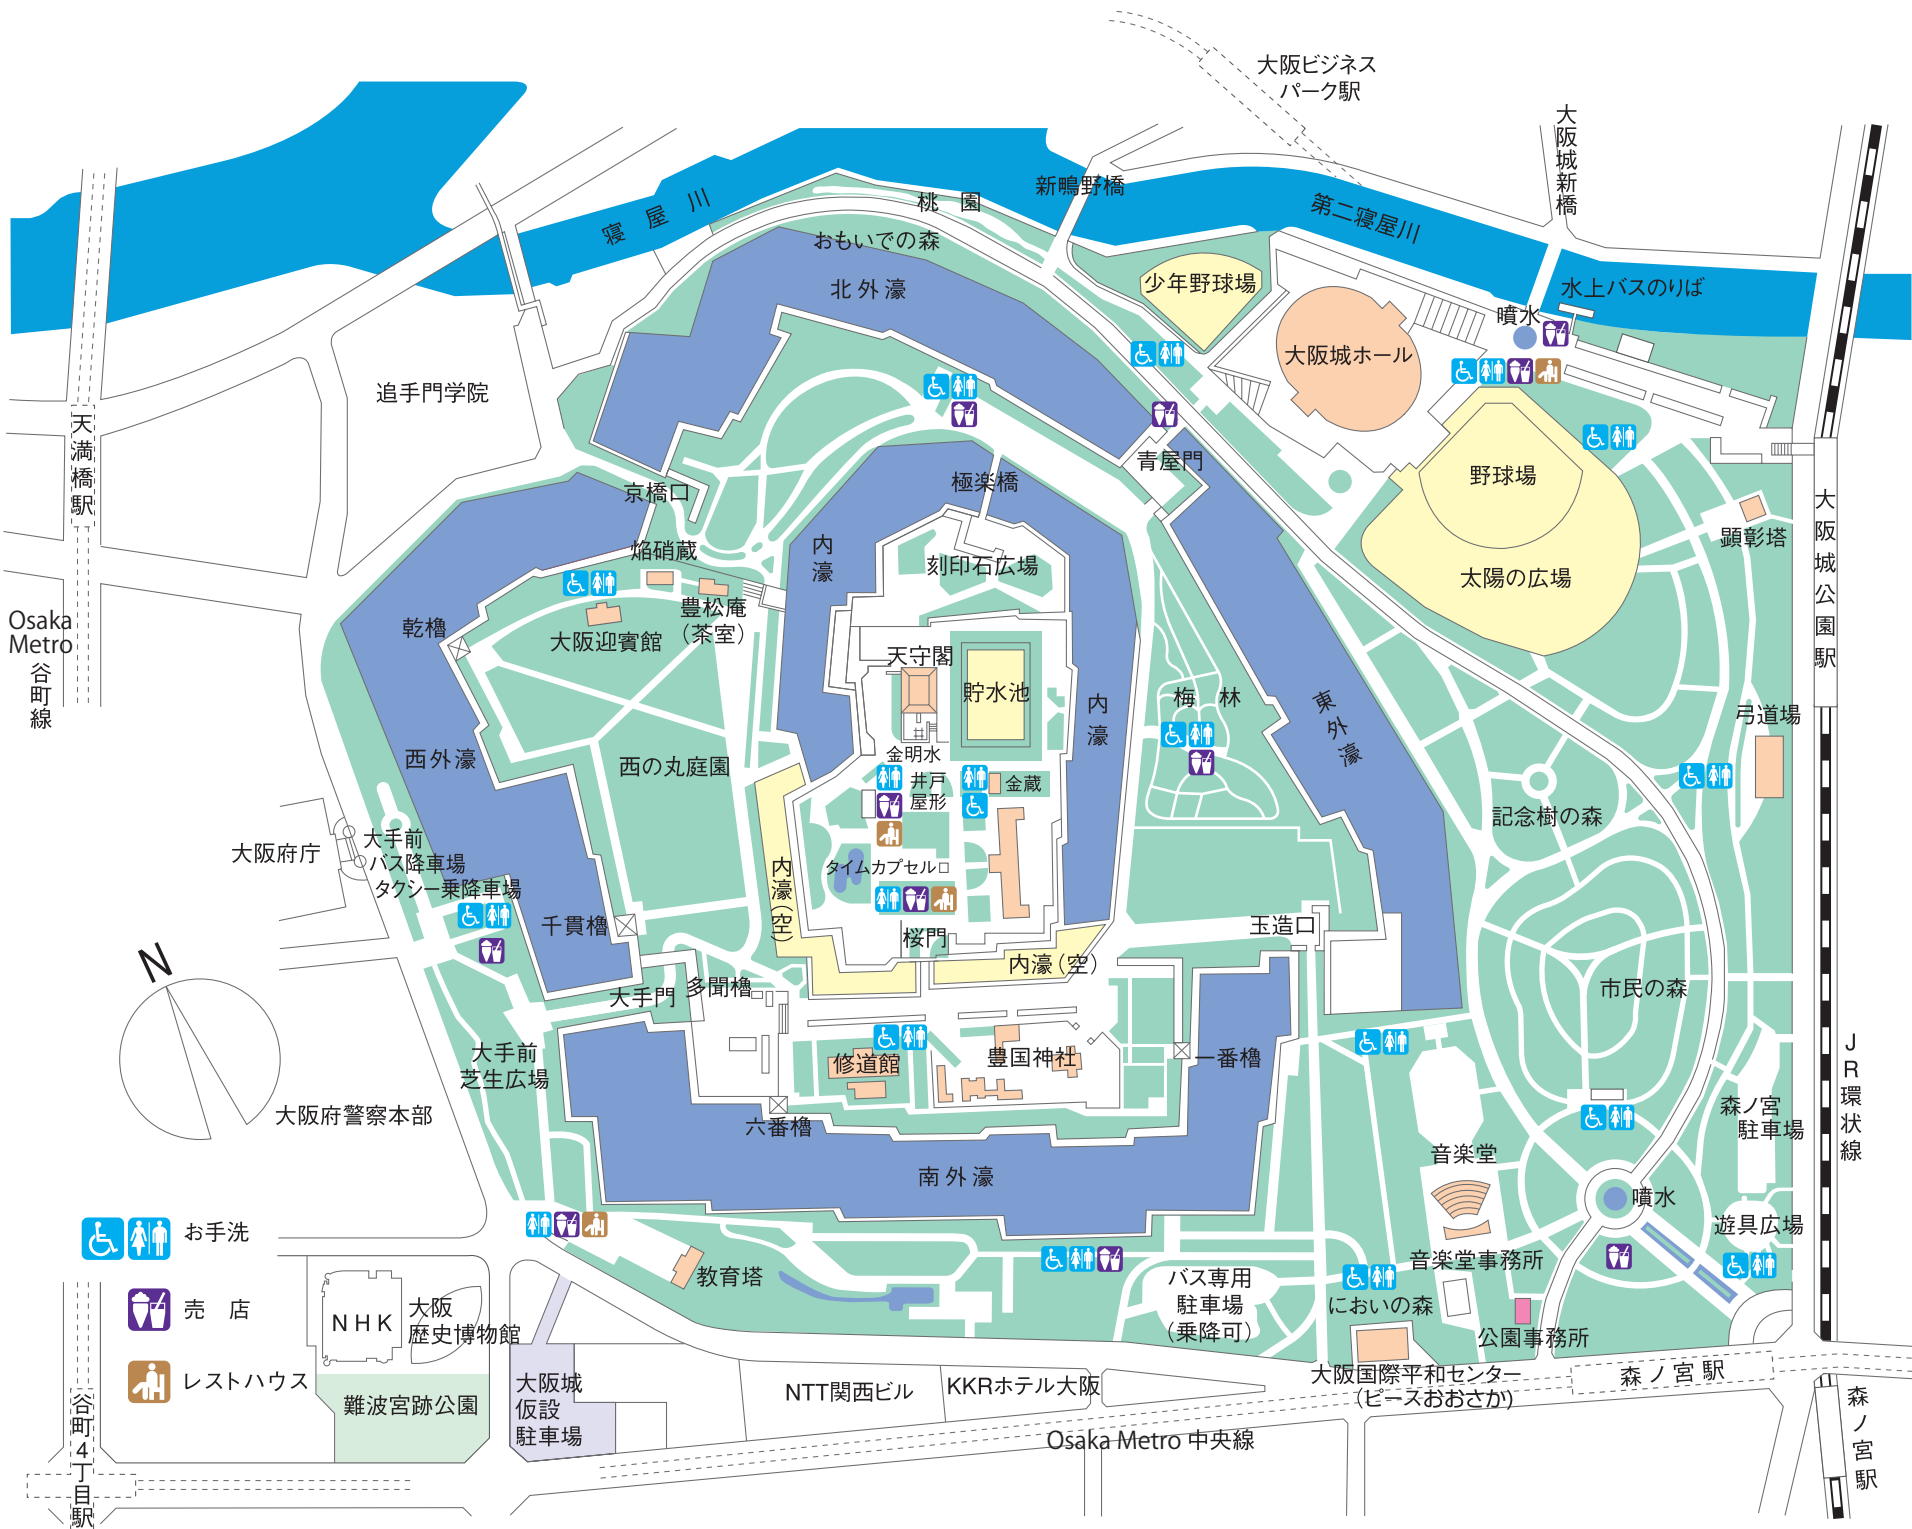 大阪ビジネス
パーク駅
大阪城新橋
新鴫野橋
桃 園
寝屋川
第二寝屋川
おもいでの森
北外濠
少年野球場
水上バスのりば
噴水
大阪城ホール
追手門学院
天満橋駅
青屋門
野球場
極楽橋
京橋口
大阪城公園駅
顕彰塔
焔硝蔵
内濠
刻印石広場
太陽の広場
Osaka
Metro
谷町線
豊松庵
(茶室)
乾櫓
大阪迎賓館
天守閣
貯水池
内濠
梅 林
東外濠
弓道場
金明水
井戸
屋形
金蔵
西外濠
西の丸庭園
記念樹の森
大手前
バス降車場
タクシー乗降車場
大阪府庁
タイムカプセル
内濠(空)
千貫櫓
桜門
玉造口
内濠(空)
市民の森
N
大手門
多聞櫓
大手前
芝生広場
修道館
豊国神社
一番櫓
JR環状線
大阪府警察本部
六番櫓
森ノ宮
駐車場
音楽堂
南外濠
噴水
遊具広場
お手洗
教育塔
バス専用
駐車場
(乗降可)
音楽堂事務所
においの森
売 店
NHK
大阪
歴史博物館
公園事務所
レストハウス
難波宮跡公園
大阪城
仮設
駐車場
NTT関西ビル
KKRホテル大阪
大阪国際平和センター
(ピースおおさか)
森ノ宮駅
森ノ宮駅
Osaka Metro 中央線
谷町4丁目駅